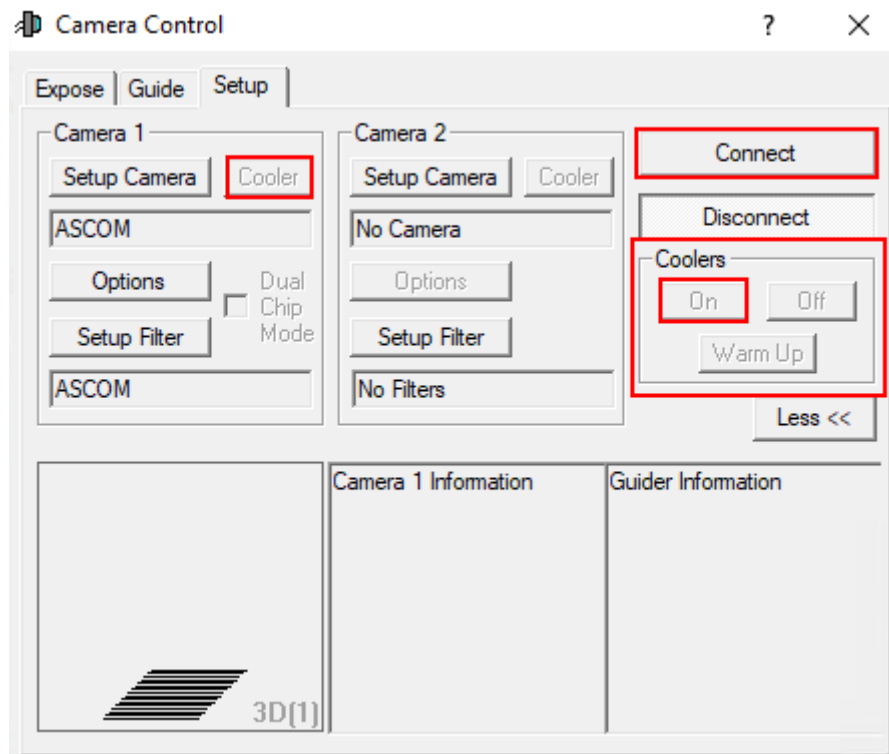 Camera Control
?
Expose Guide Setup
Camera 1
Setup Camera Cooler
ASCOM
Options
Dual
Chip
Mode
Setup Filter
ASCOM
Camera 2
Setup Camera Cooler
No Camera
Options
Setup Filter
No Filters
Connect
Disconnect
Coolers
On Off
Warm Up
Less <<
3D(1)
Camera 1 Information
Guider Information